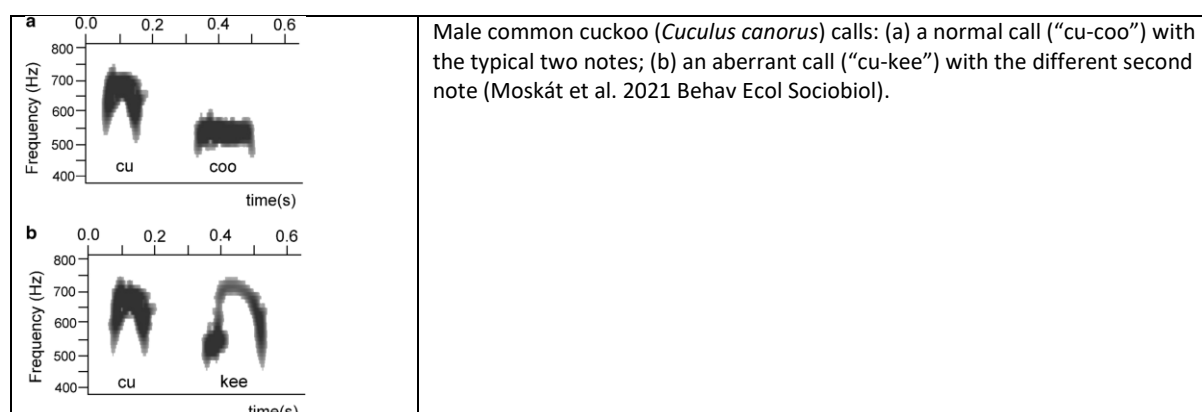 a 0.0 0.2 0.4 0.6
800
700
600
500
400
Frequency (Hz)
cu coo
time(s)
b 0.0 0.2 0.4 0.6
800
700
600
500
400
Frequency (Hz)
cu kee
time(s)
Male common cuckoo (Cuculus canorus) calls: (a) a normal call (“cu-coo”) with
the typical two notes; (b) an aberrant call (“cu-kee”) with the different second
note (Moskát et al. 2021 Behav Ecol Sociobiol).